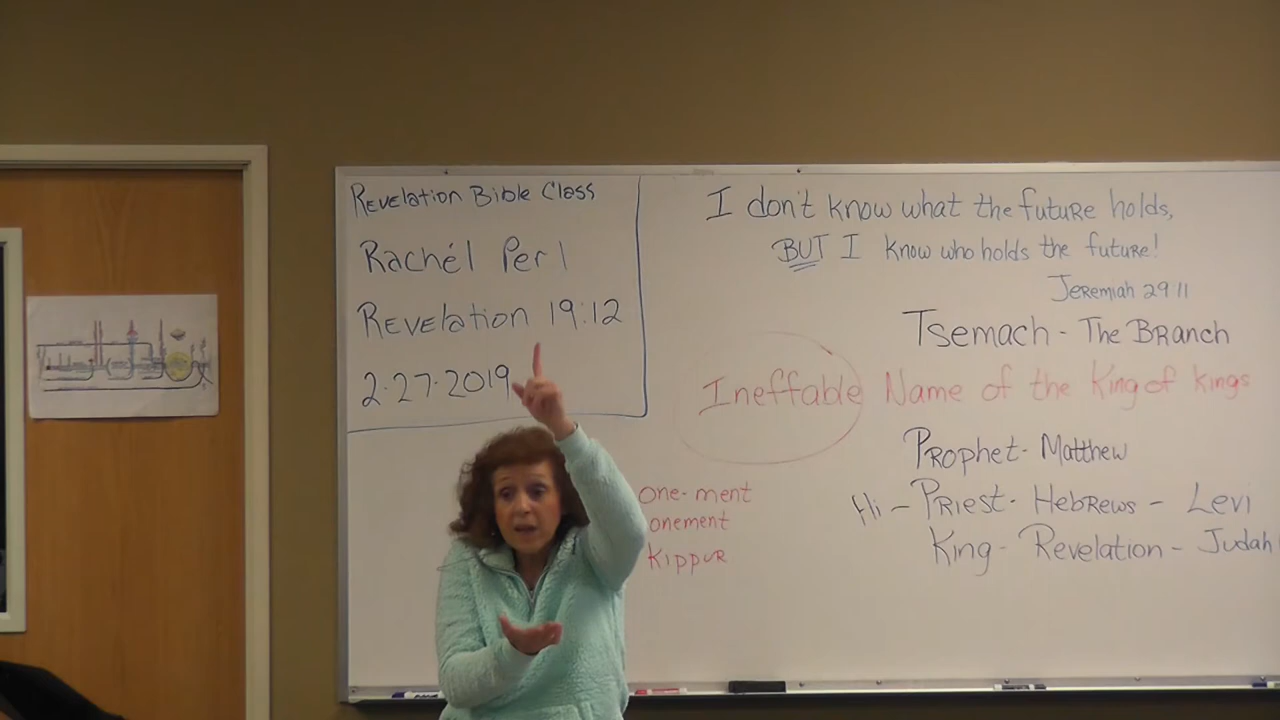 Revelation Bible Class
Rachél Perl
Revelation 19:12
2·27·2019
I don't know what the future holds,
BUT I know who holds the future!
Jeremiah 29 11
Tsemach - The Branch
Ineffable Name of the King of kings
Prophet - Matthew
Hi - Priest - Hebrews - Levi
King - Revelation - Judah
one-ment
onement
Kippur